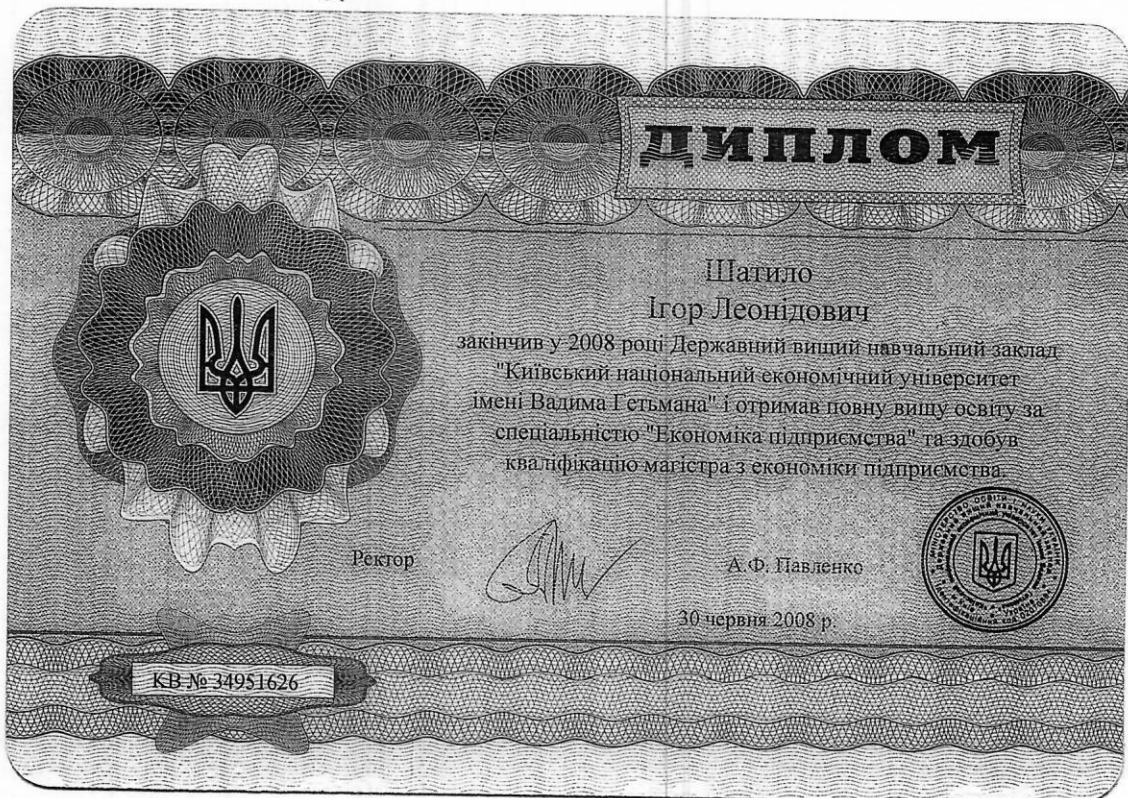 ДИПЛОМ
Шатило
Ігор Леонідович
закінчив у 2008 році Державний вищий навчальний заклад
"Київський національний економічний університет
імені Вадима Гетьмана" і отримав повну вищу освіту за
спеціальністю "Економіка підприємства" та здобув
кваліфікацію магістра з економіки підприємства.
Ректор
А.Ф. Павленко
30 червня 2008 р.
КВ № 34951626